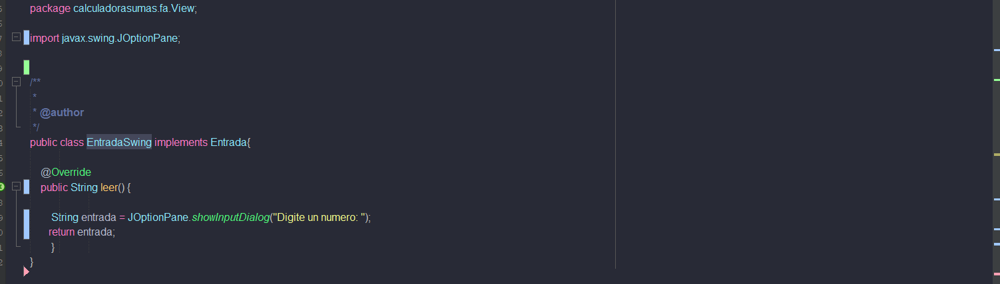 package calculadorasumas.fa.View;
import javax.swing.JOptionPane;
/**
*
* @author
*/
public class EntradaSwing implements Entrada{
@Override
public String leer() {
String entrada = JOptionPane.showInputDialog("Digite un numero: ");
return entrada;
}
}